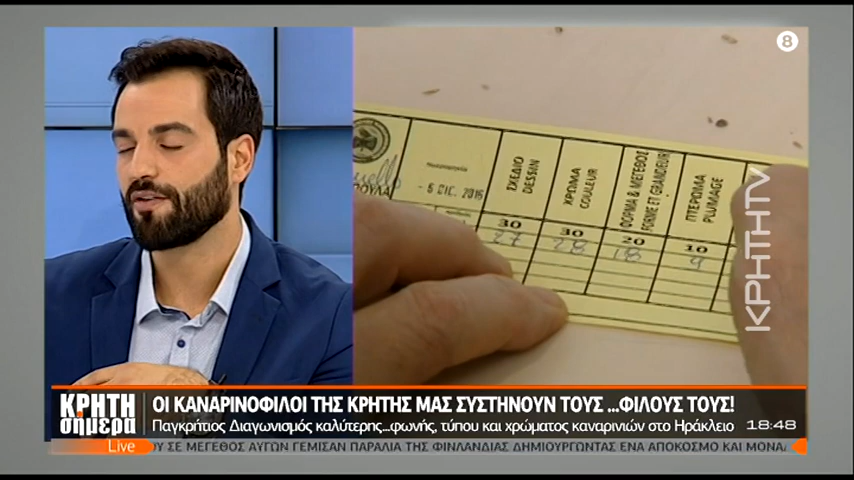 8
ΠΟΥΛΑ
- 6 DIC. 2016
ΣΧΕΔΙΟ
DESSIN
ΧΡΩΜΑ
COULEUR
ΦΟΡΜΑ & ΜΕΓΕΘΟΣ
FORME ET GRANDEUR
ΠΤΕΡΩΜΑ
PLUMAGE
30 30 20 10
27 28 18 9
ΚΡΗΤΗTV
ΚΡΗΤΗ
σήμερα
ΟΙ ΚΑΝΑΡΙΝΟΦΙΛΟΙ ΤΗΣ ΚΡΗΤΗΣ ΜΑΣ ΣΥΣΤΗΝΟΥΝ ΤΟΥΣ ...ΦΙΛΟΥΣ ΤΟΥΣ!
Παγκρήτιος Διαγωνισμός καλύτερης...φωνής, τύπου και χρώματος καναρινιών στο Ηράκλειο
18:48
Live
ΟΥ ΣΕ ΜΕΓΕΘΟΣ ΑΥΓΩΝ ΓΕΜΙΣΑΝ ΠΑΡΑΛΙΑ ΤΗΣ ΦΙΝΛΑΝΔΙΑΣ ΔΗΜΙΟΥΡΓΩΝΤΑΣ ΕΝΑ ΑΠΟΚΟΣΜΟ ΚΑΙ ΜΟΝΑΔ